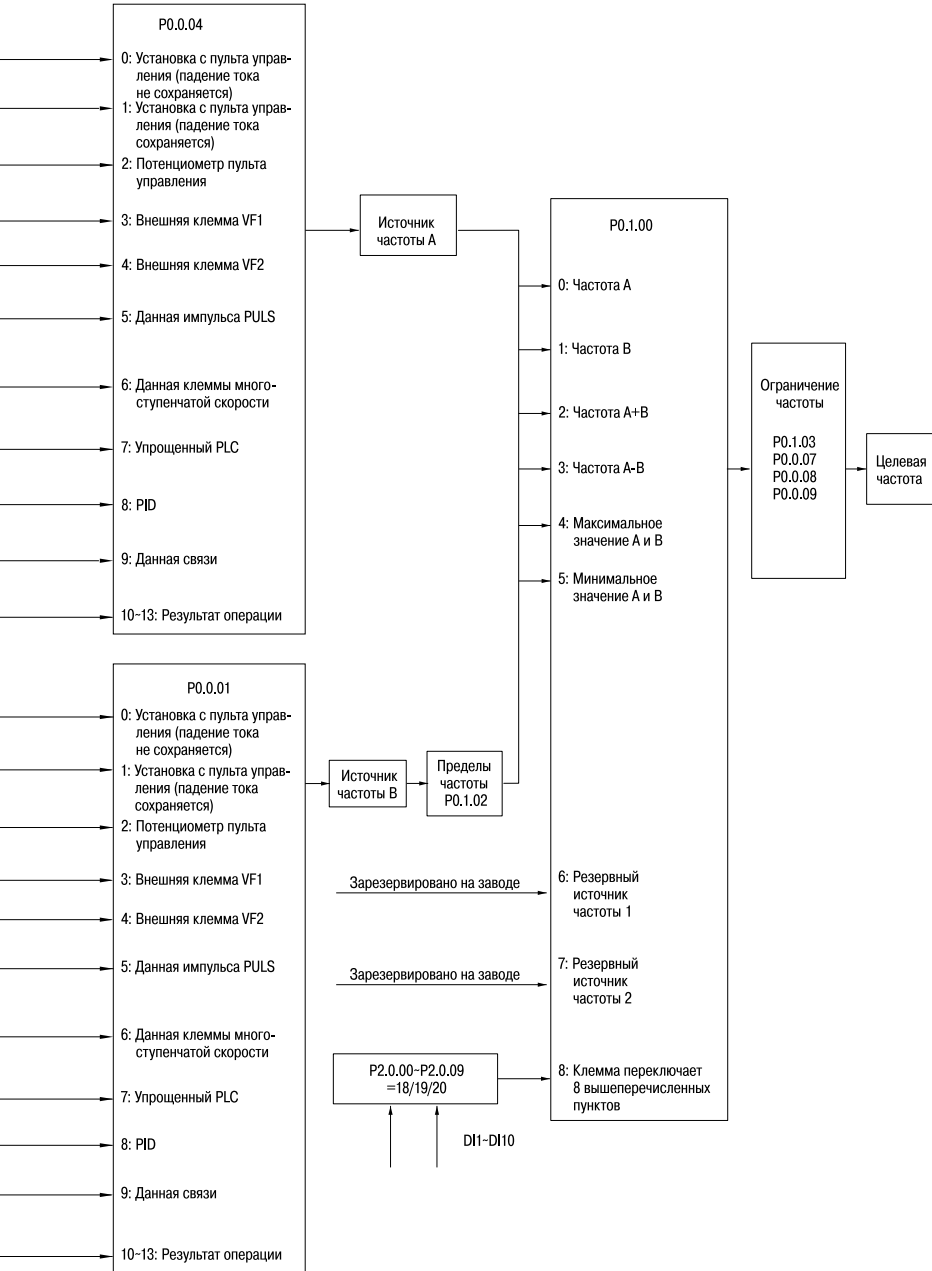 P0.0.04
0: Установка с пульта управ-
ления (падение тока
не сохраняется)
1: Установка с пульта управ-
ления (падение тока
сохраняется)
2: Потенциометр пульта
управления
3: Внешняя клемма VF1
4: Внешняя клемма VF2
5: Данная импульса PULS
6: Данная клеммы много-
ступенчатой скорости
7: Упрощенный PLC
8: PID
9: Данная связи
10~13: Результат операции
Источник
частоты А
P0.0.01
0: Установка с пульта управ-
ления (падение тока
не сохраняется)
1: Установка с пульта управ-
ления (падение тока
сохраняется)
2: Потенциометр пульта
управления
3: Внешняя клемма VF1
4: Внешняя клемма VF2
5: Данная импульса PULS
6: Данная клеммы много-
ступенчатой скорости
7: Упрощенный PLC
8: PID
9: Данная связи
10~13: Результат операции
Источник
частоты В
Пределы
частоты
P0.1.02
Зарезервировано на заводе
Зарезервировано на заводе
P2.0.00~P2.0.09
=18/19/20
DI1~DI10
P0.1.00
0: Частота А
1: Частота В
2: Частота А+В
3: Частота А-В
4: Максимальное
значение А и В
5: Минимальное
значение А и В
6: Резервный
источник
частоты 1
7: Резервный
источник
частоты 2
8: Клемма переключает
8 вышеперечисленных
пунктов
Ограничение
частоты
P0.1.03
P0.0.07
P0.0.08
P0.0.09
Целевая
частота